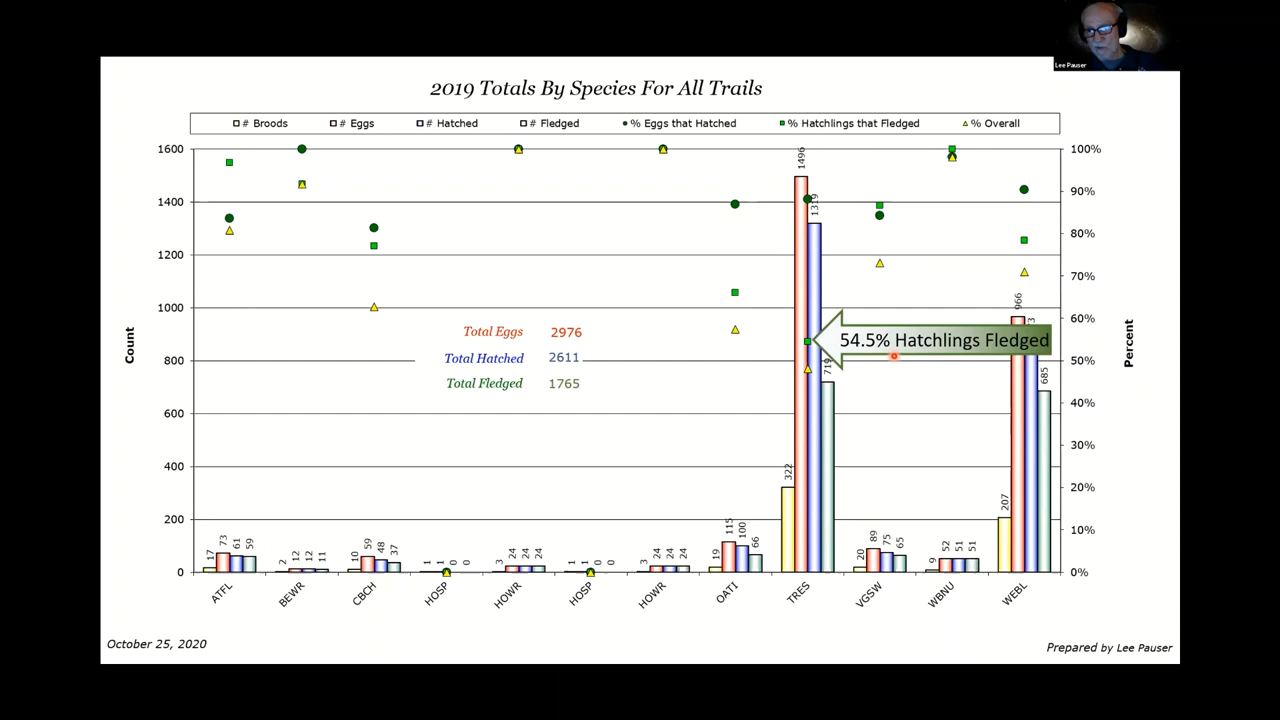 Lee Pauser
2019 Totals By Species For All Trails
# Broods # Eggs # Hatched # Fledged % Eggs that Hatched % Hatchlings that Fledged % Overall
1600 100%
1400 90%
1200 80%
1000 70%
800 60%
600 50%
400 40%
200 30%
0 20%
10%
0%
Count
Percent
Total Eggs 2976
Total Hatched 2611
Total Fledged 1765
54.5% Hatchlings Fledged
17 73 61 59
2 12 12 11
10 59 48 37
1 1 0 0
3 24 24 24
1 1 0 0
3 24 24 24
19 115 100 66
322 1496 1319 719
20 89 75 65
9 52 51 51
207 966 3 685
ATFL BEWR CBCH HOSP HOWR HOSP HOWR OATI TRES VGSW WBNU WEBL
October 25, 2020
Prepared by Lee Pauser